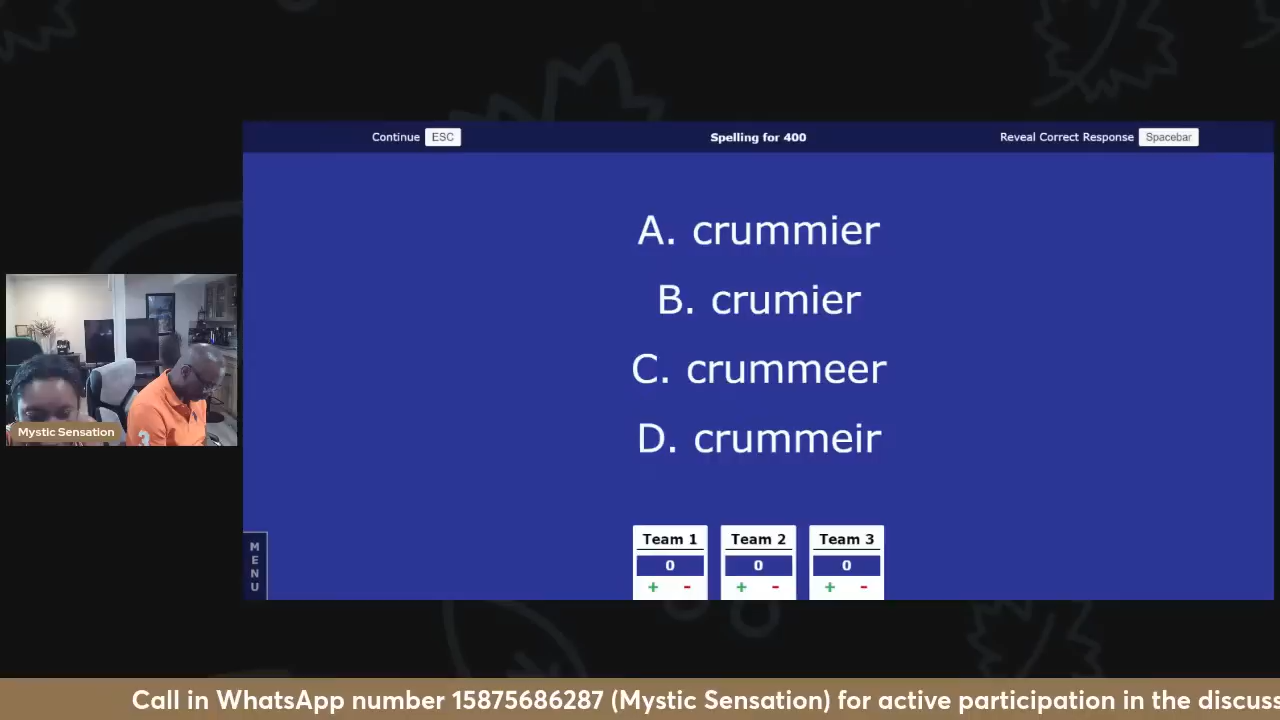 Continue ESC Spelling for 400 Reveal Correct Response Spacebar
A. crummier
B. crumier
C. crummeer
D. crummeir
Mystic Sensation
MENU
Team 1 Team 2 Team 3
0 0 0
+ - + - + -
Call in WhatsApp number 15875686287 (Mystic Sensation) for active participation in the discuss